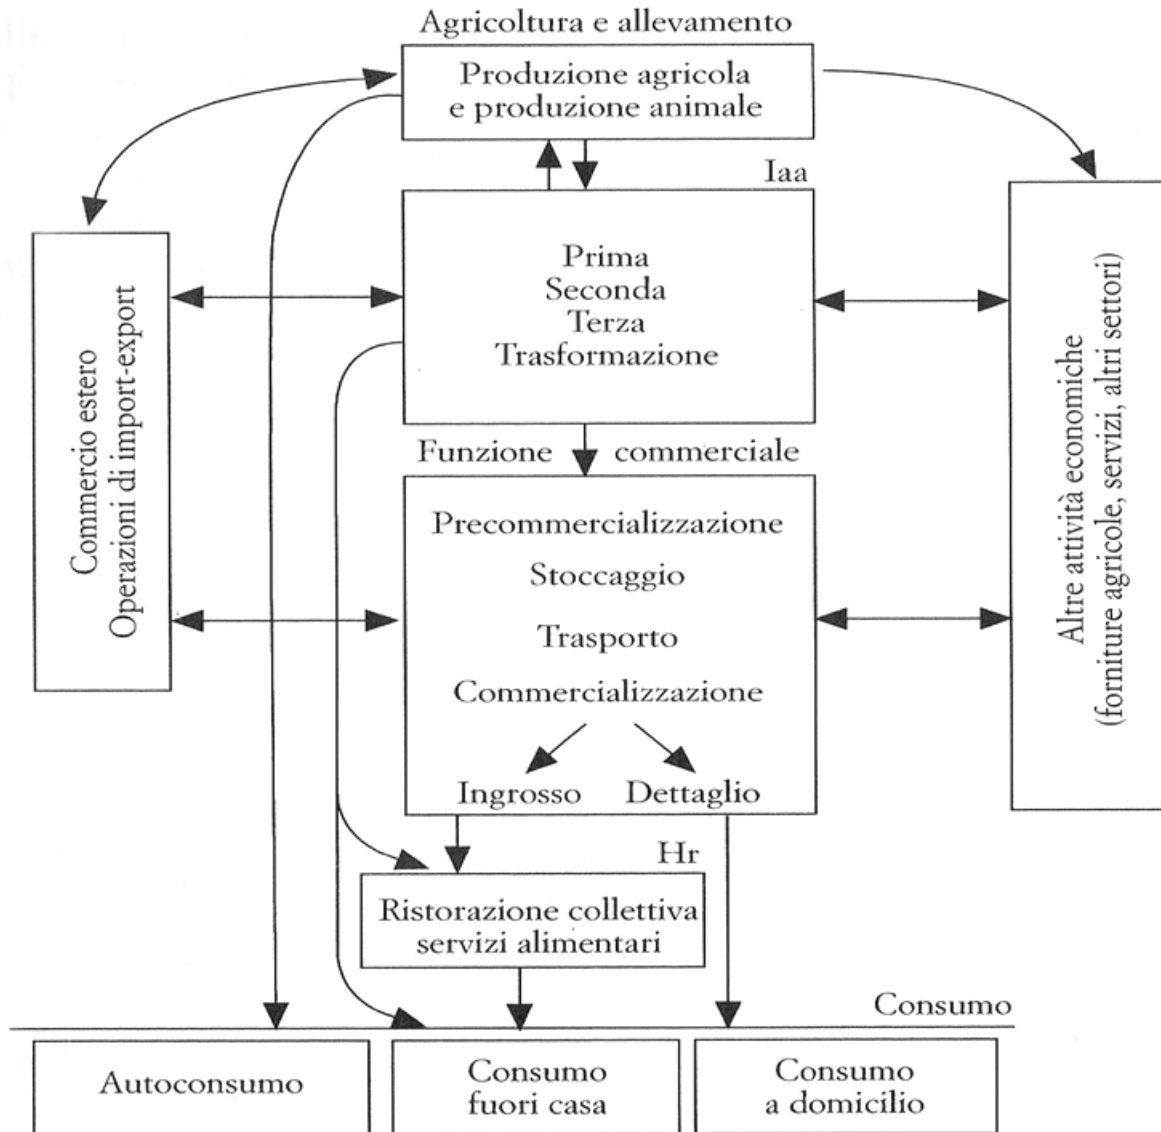 Agricoltura e allevamento
Produzione agricola
e produzione animale
Iaa
Prima
Seconda
Terza
Trasformazione
Commercio estero
Operazioni di import-export
Altre attività economiche
(forniture agricole, servizi, altri settori)
Funzione commerciale
Precommercializzazione
Stoccaggio
Trasporto
Commercializzazione
Ingrosso Dettaglio
Hr
Ristorazione collettiva
servizi alimentari
Consumo
Autoconsumo
Consumo
fuori casa
Consumo
a domicilio